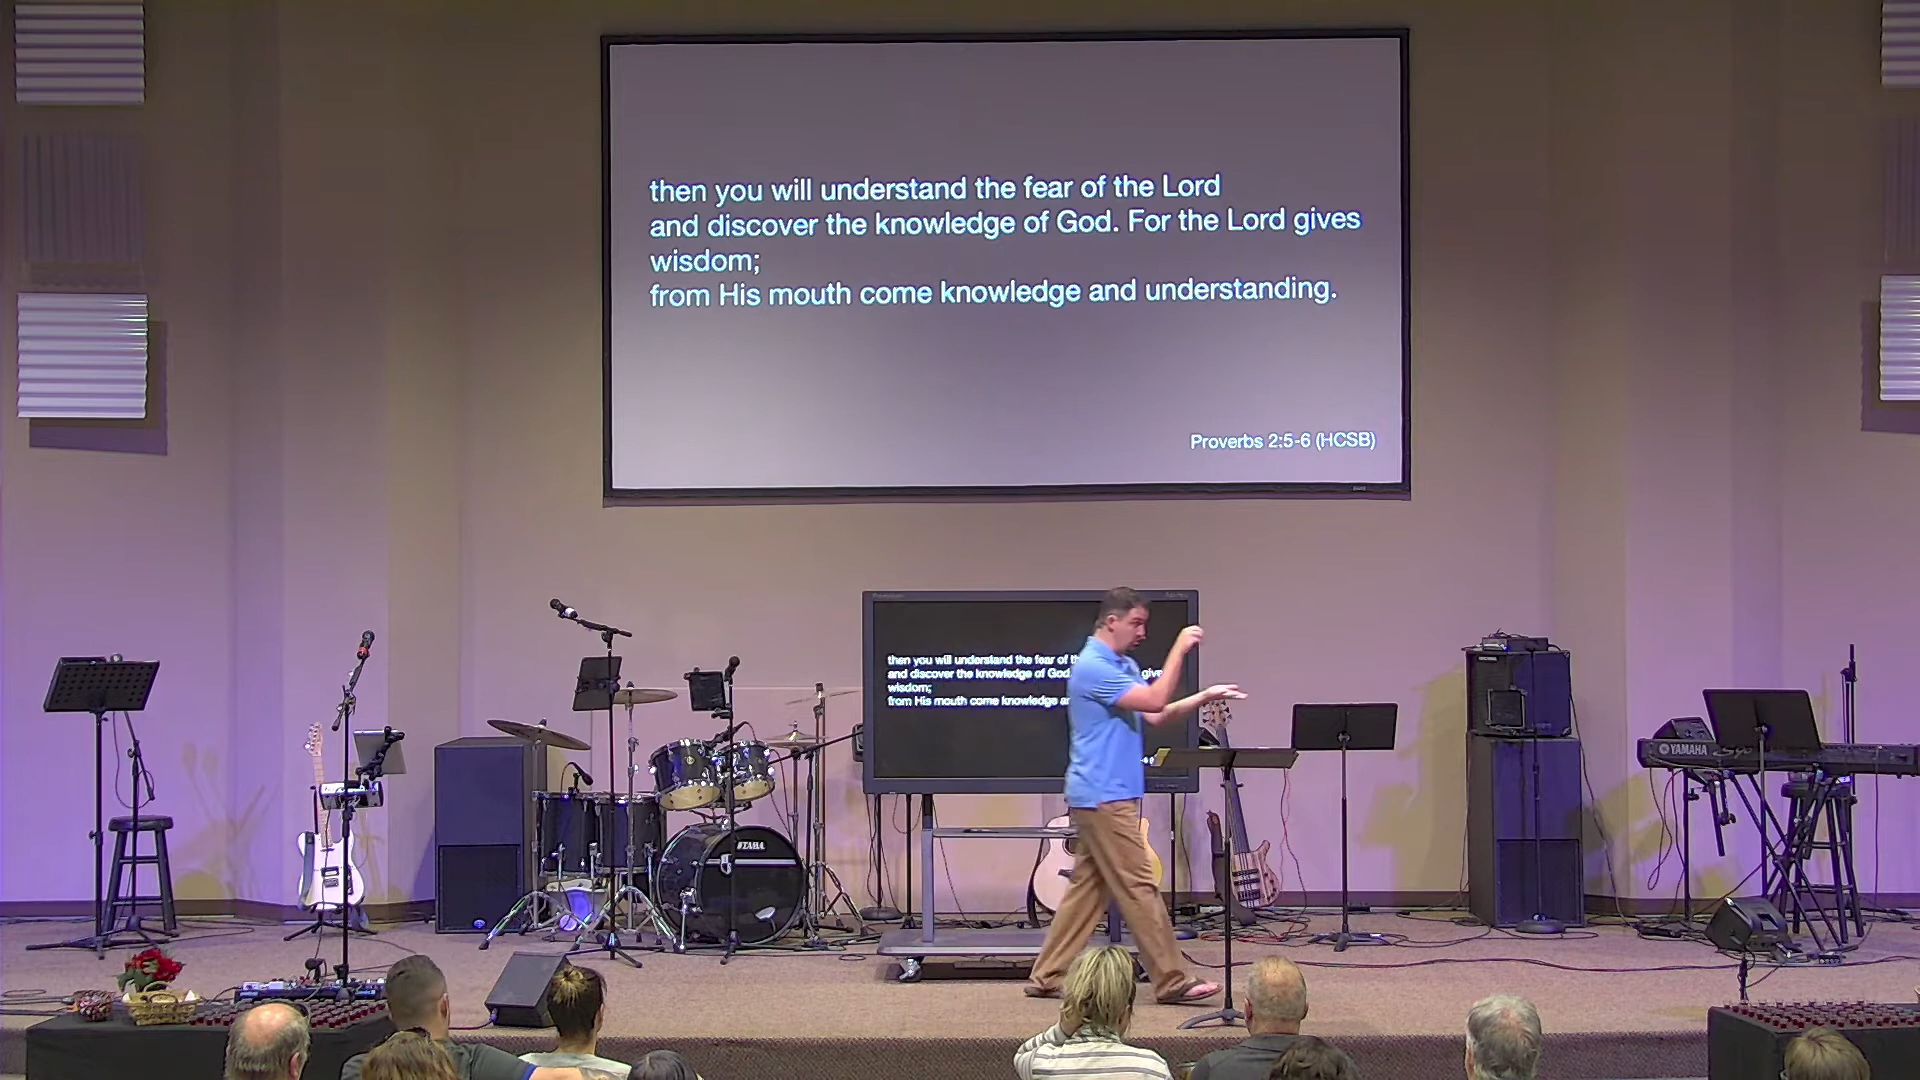 then you will understand the fear of the Lord
and discover the knowledge of God. For the Lord gives
wisdom;
from His mouth come knowledge and understanding.
Proverbs 2:5-6 (HCSB)
then you will understand the fear of th
and discover the knowledge of God. give
wisdom;
from His mouth come knowledge a
TAMA
YAMAHA